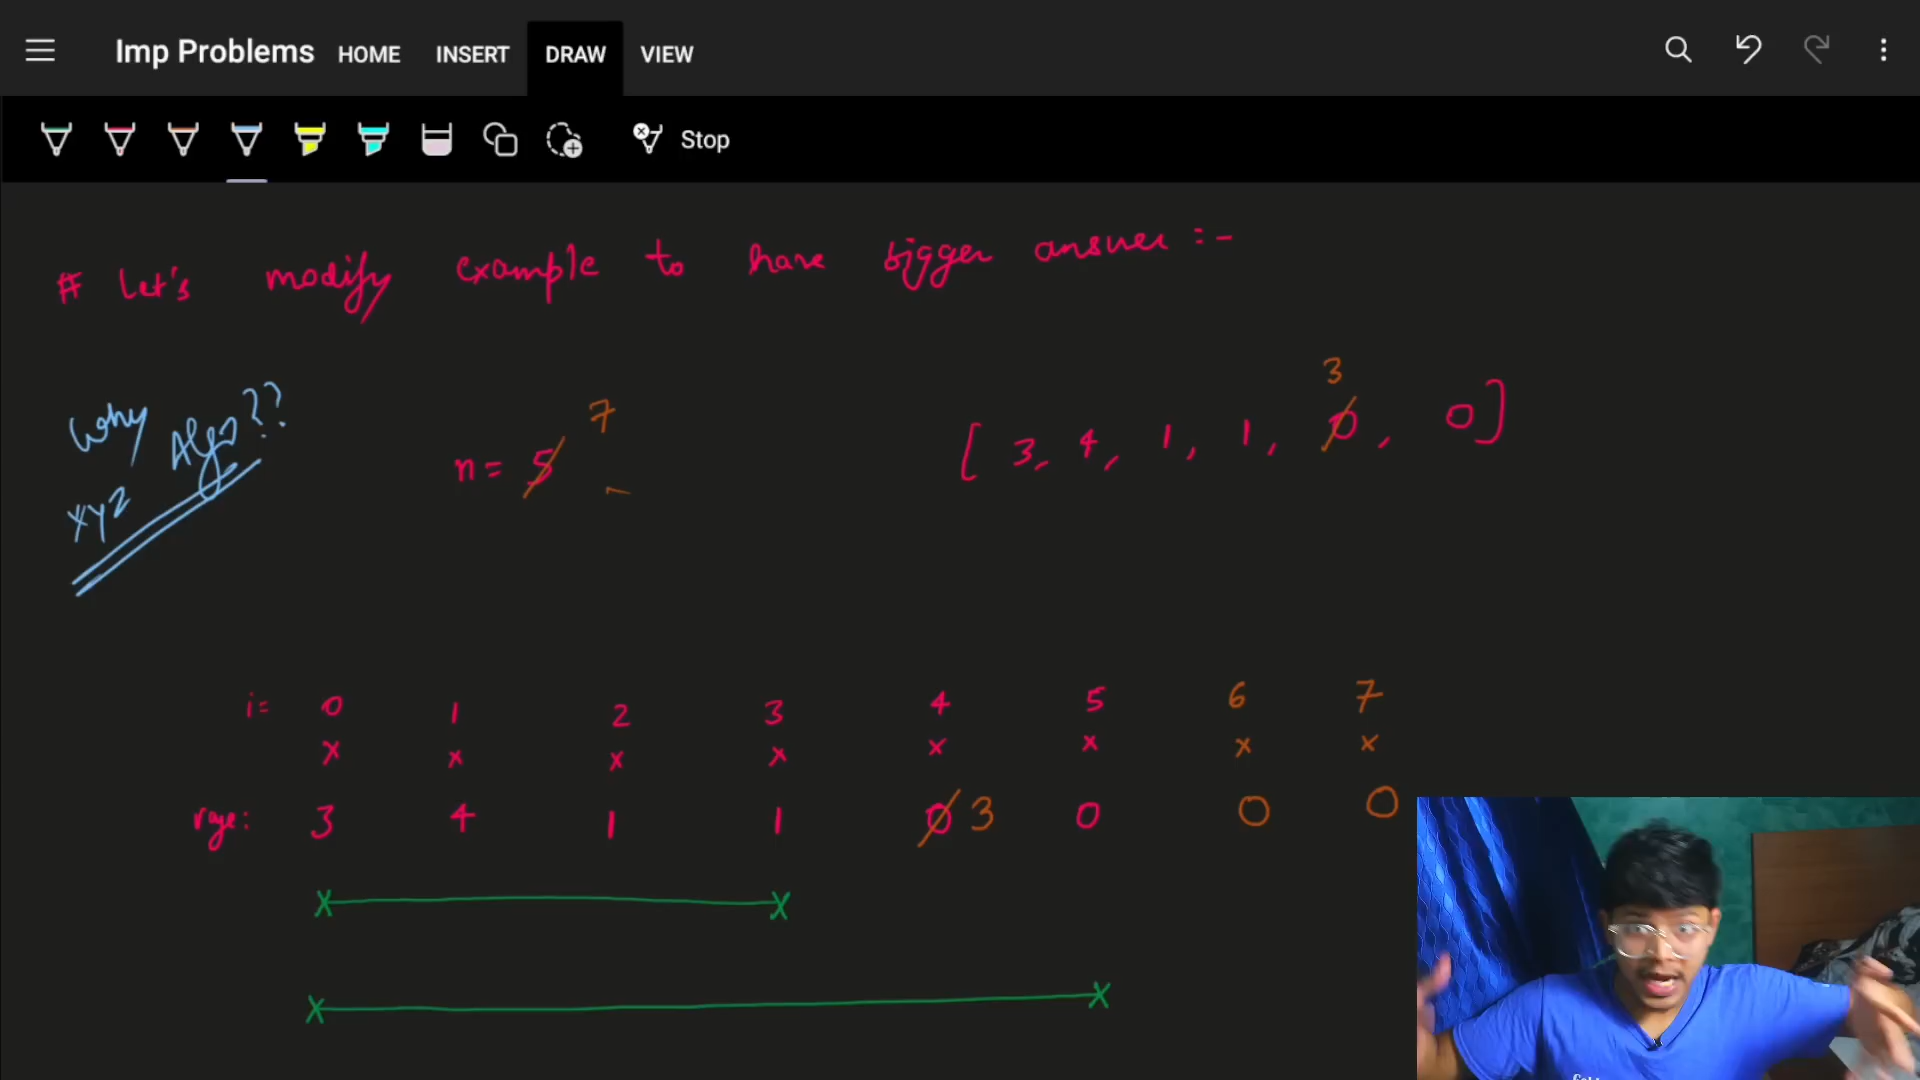 Imp Problems HOME INSERT DRAW VIEW
Stop
# Let's modify example to have bigger answer :-
Why Algo??
xyz
n = 5 7
3
[ 3, 4, 1, 1, 0, 0]
i= 0 1 2 3 4 5 6 7
x x x x x x x x
rage: 3 4 1 1 0 3 0 0 0